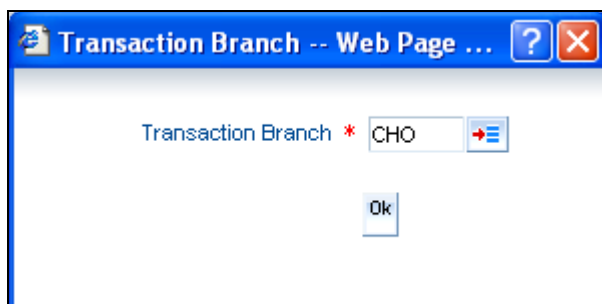 Transaction Branch -- Web Page ...
Transaction Branch * CHO
Ok